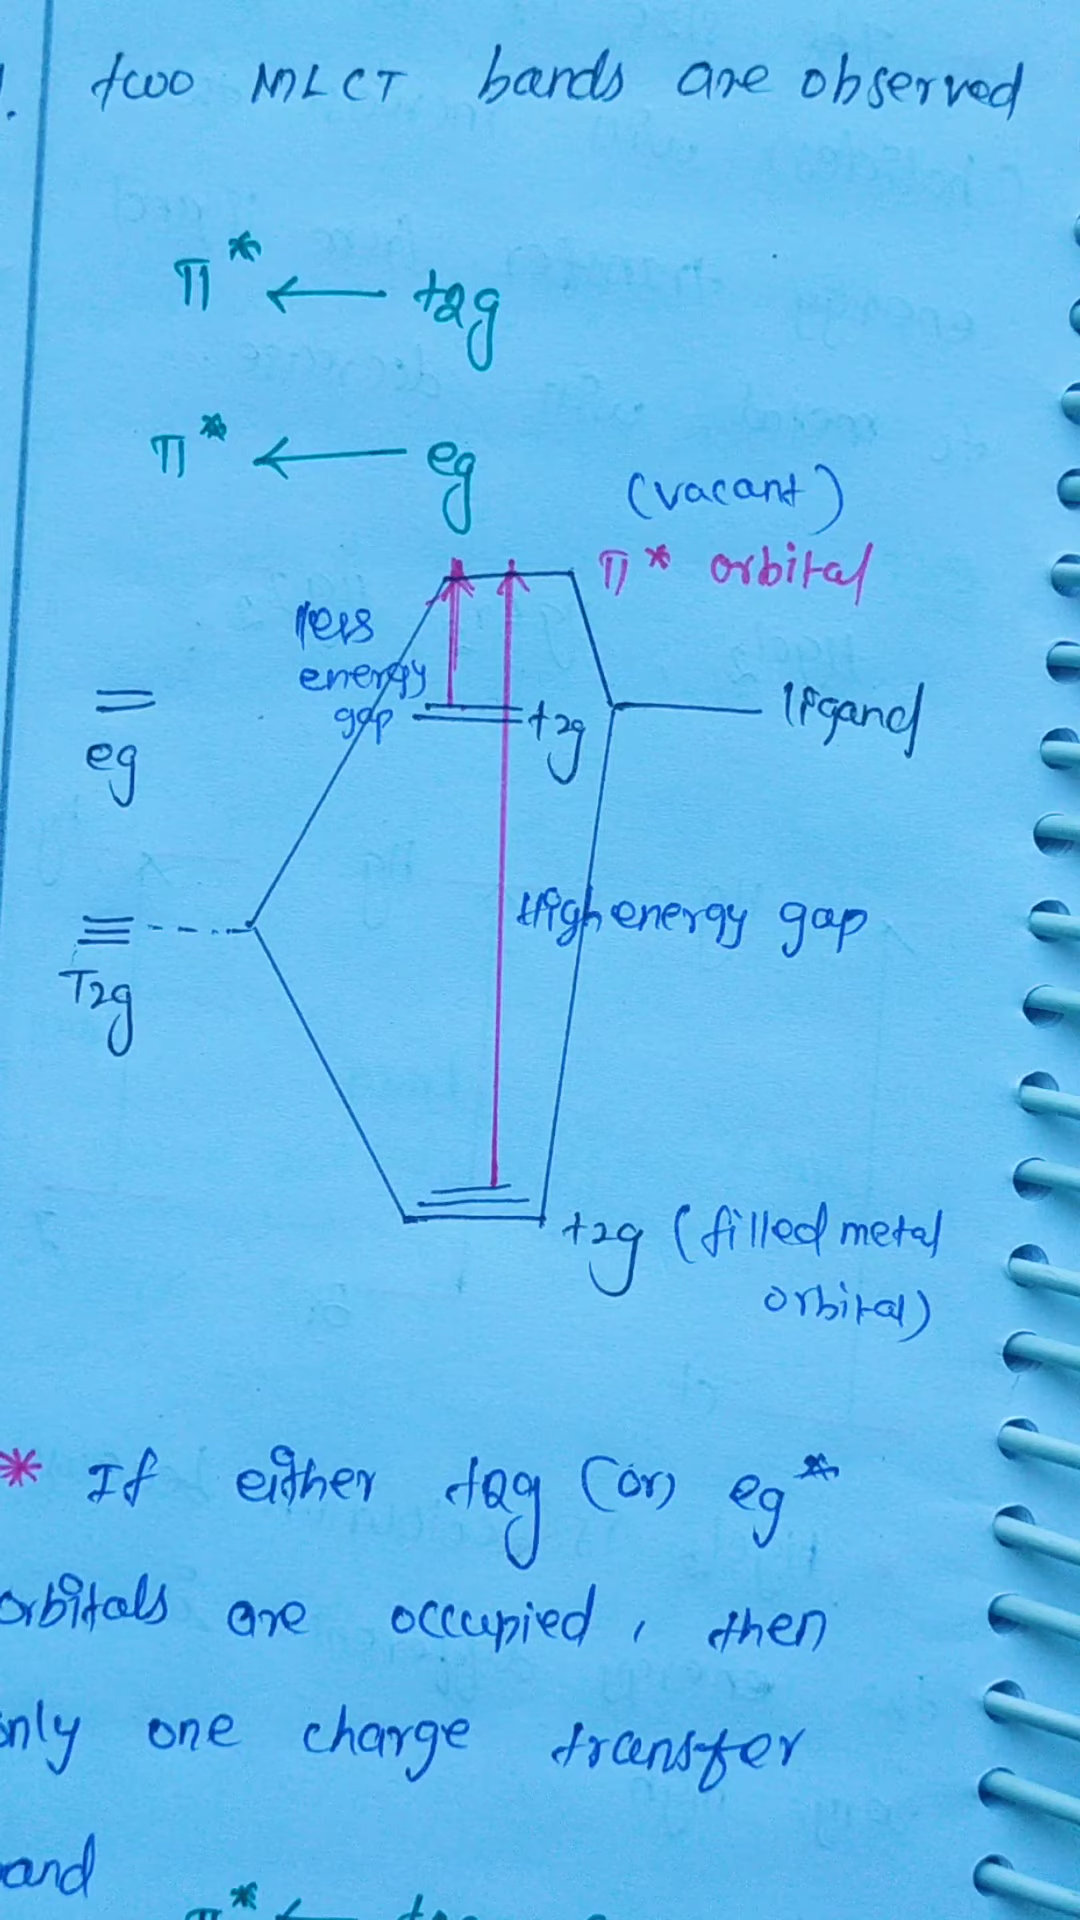 two MLCT bands are observed
π* ← t2g
π* ← eg
(vacant)
π* orbital
less
energy
gap
t2g
ligand
eg
High energy gap
T2g
t2g (filled metal
orbital)
* If either t2g (or) eg*
orbitals are occupied, then
only one charge transfer
band
π* ←